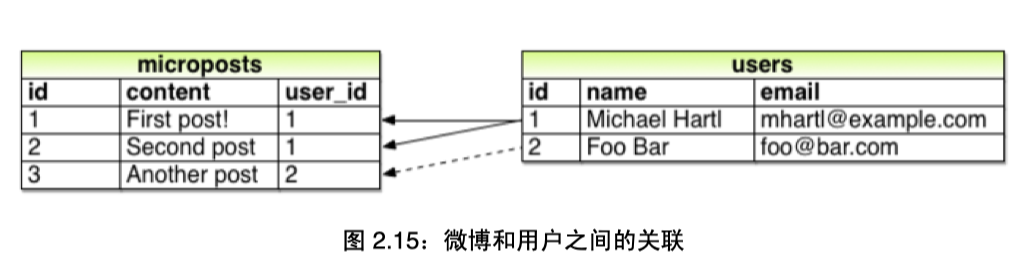 microposts
id content user_id
1 First post! 1
2 Second post 1
3 Another post 2
users
id name email
1 Michael Hartl mhartl@example.com
2 Foo Bar foo@bar.com
图 2.15：微博和用户之间的关联